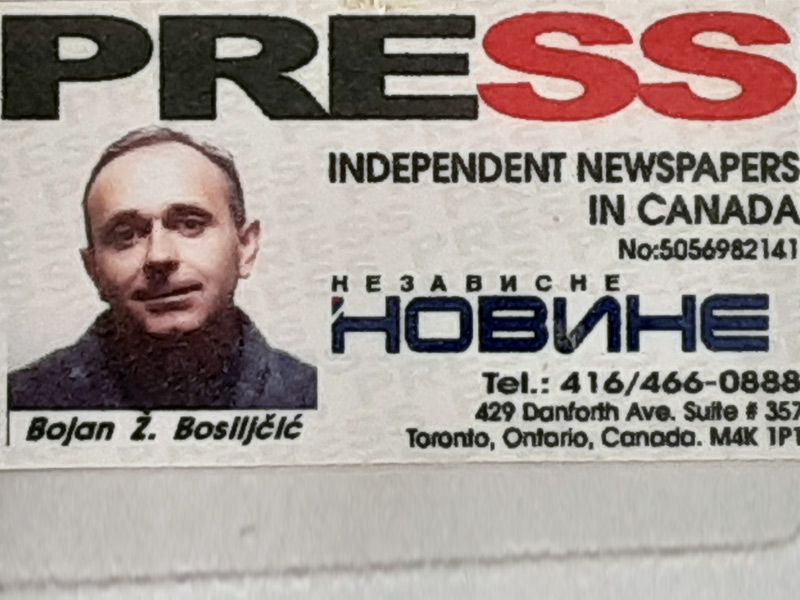 PRESS
INDEPENDENT NEWSPAPERS
IN CANADA
No:5056982141
НЕЗАВИСНЕ
НОВИНЕ
Tel.: 416/466-0888
429 Danforth Ave. Suite # 357
Toronto, Ontario, Canada. M4K 1P1
Bojan Ž. Bosiljčić